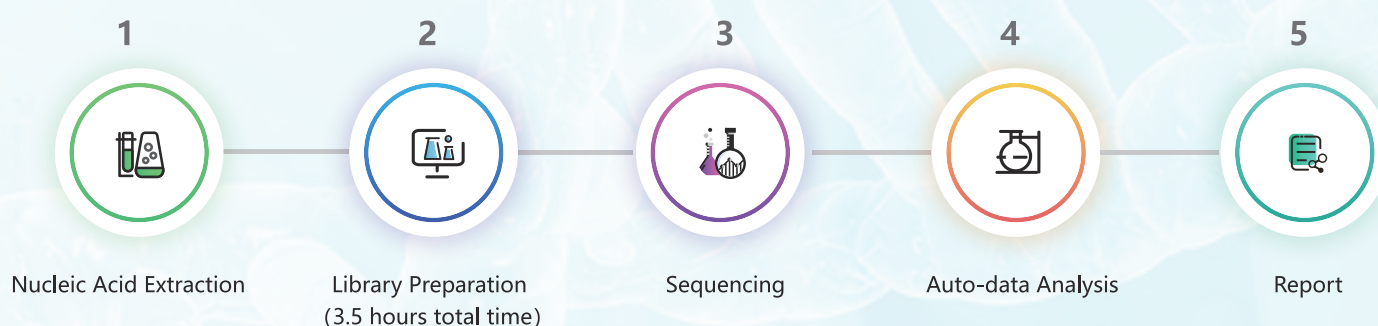 1
2
3
4
5
Nucleic Acid Extraction
Library Preparation
(3.5 hours total time)
Sequencing
Auto-data Analysis
Report